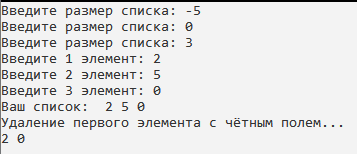 Введите размер списка: -5
Введите размер списка: 0
Введите размер списка: 3
Введите 1 элемент: 2
Введите 2 элемент: 5
Введите 3 элемент: 0
Ваш список:  2 5 0
Удаление первого элемента с чётным полем...
2 0